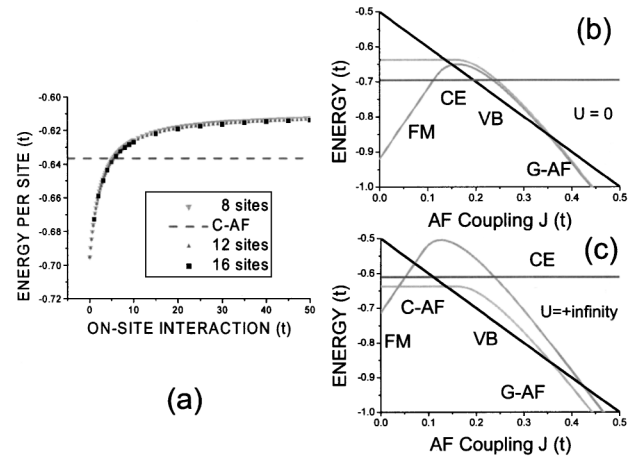 (a)
ENERGY PER SITE (t)
-0.60
-0.62
-0.64
-0.66
-0.68
-0.70
-0.72
8 sites
C-AF
12 sites
16 sites
0 10 20 30 40 50
ON-SITE INTERACTION (t)
(b)
ENERGY (t)
-0.5
-0.6
-0.7
-0.8
-0.9
-1.0
CE
VB
U = 0
FM
G-AF
0.0 0.1 0.2 0.3 0.4 0.5
AF Coupling J (t)
(c)
ENERGY (t)
-0.5
-0.6
-0.7
-0.8
-0.9
-1.0
CE
C-AF
U=+infinity
FM
VB
G-AF
0.0 0.1 0.2 0.3 0.4 0.5
AF Coupling J (t)